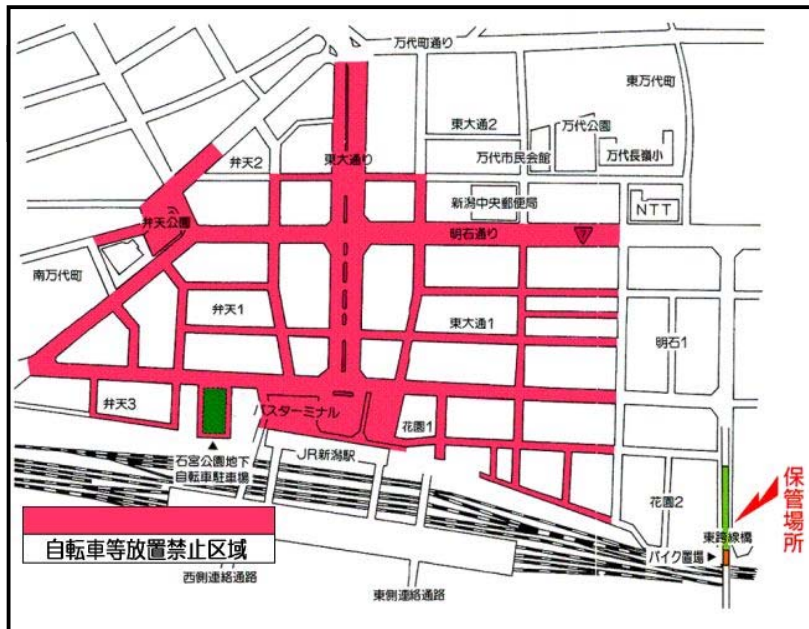 万代町通り
東万代町
東大通2
万代公園
弁天2
東大通り
万代市民会館
万代長嶺小
弁天公園
新潟中央郵便局
NTT
明石通り
南万代町
弁天1
東大通1
明石1
弁天3
バスターミナル
花園1
石宮公園地下
自転車駐車場
JR新潟駅
花園2
保管場所
東跨線橋
バイク置場
自転車等放置禁止区域
西側連絡通路
東側連絡通路